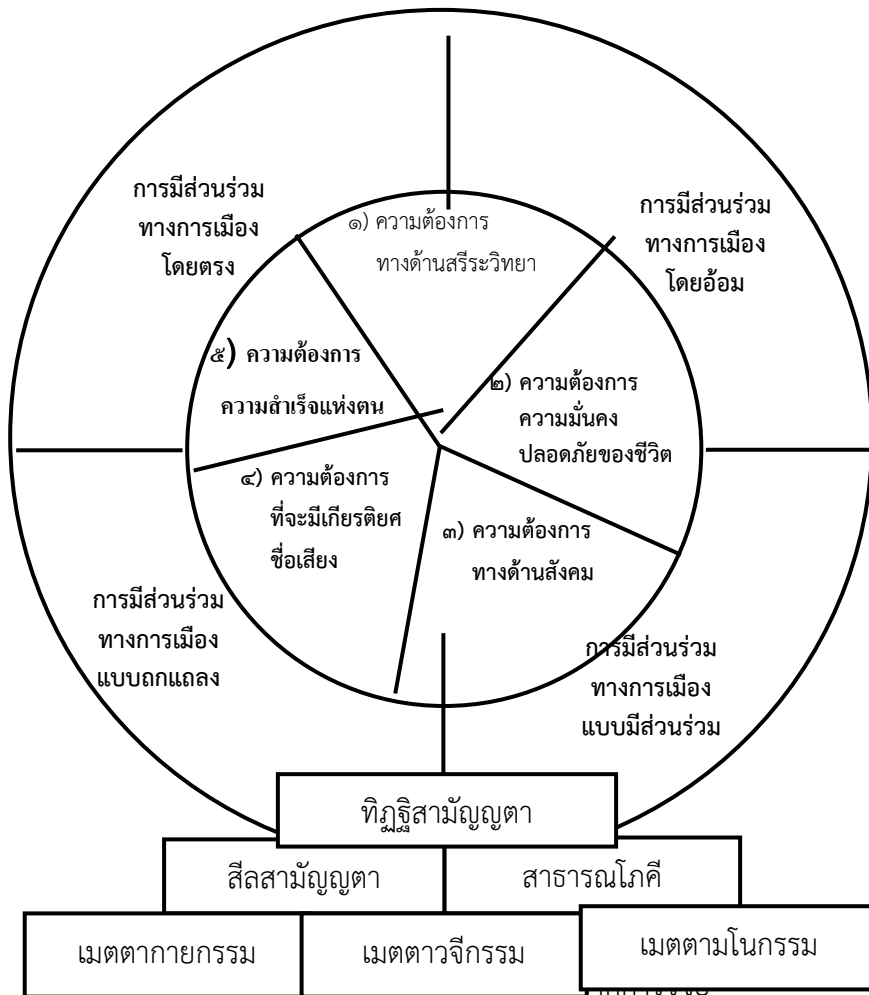 การมีส่วนร่วม
ทางการเมือง
โดยตรง
การมีส่วนร่วม
ทางการเมือง
โดยอ้อม
๑) ความต้องการ
ทางด้านสรีระวิทยา
๒) ความต้องการ
ความมั่นคง
ปลอดภัยของชีวิต
๓) ความต้องการ
ทางด้านสังคม
๔) ความต้องการ
ที่จะมีเกียรติยศ
ชื่อเสียง
๕) ความต้องการ
ความสำเร็จแห่งตน
การมีส่วนร่วม
ทางการเมือง
แบบถกแถลง
การมีส่วนร่วม
ทางการเมือง
แบบมีส่วนร่วม
ทิฏฐิสามัญญตา
สีลสามัญญตา
สาธารณโภคี
เมตตากายกรรม
เมตตาวจีกรรม
เมตตามโนกรรม